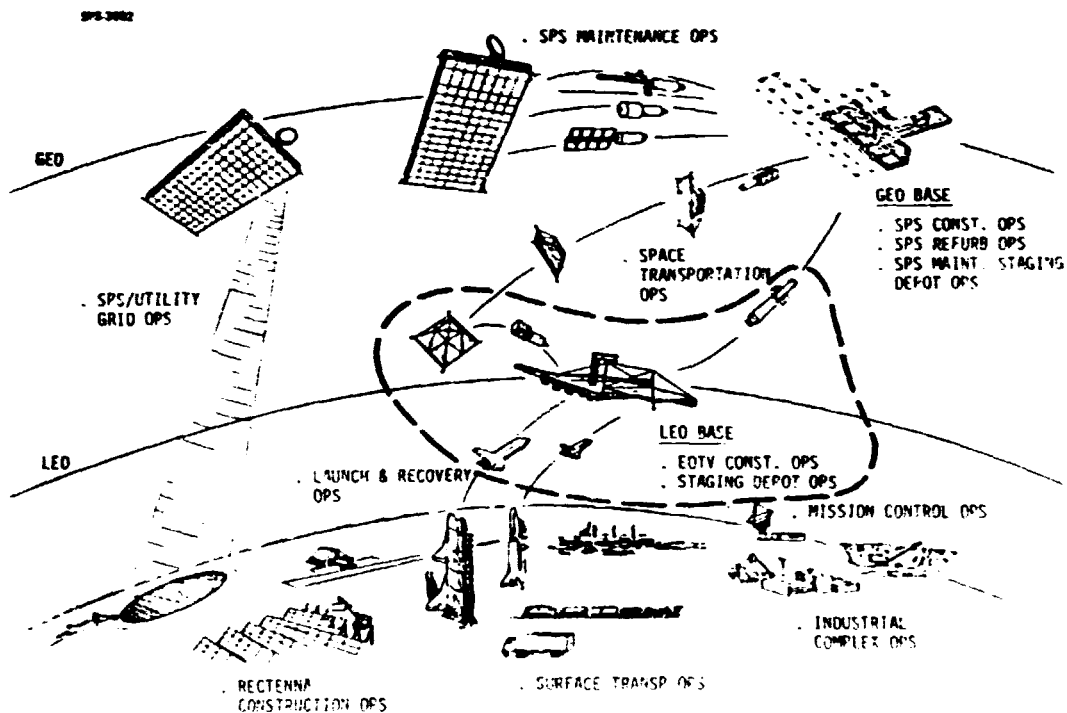 SPS-3002
. SPS MAINTENANCE OPS
GEO
GEO BASE
. SPS CONST. OPS
. SPS REFURB OPS
. SPS MAINT. STAGING
DEPOT OPS
. SPACE
TRANSPORTATION
OPS
. SPS/UTILITY
GRID OPS
LEO BASE
. EOTV CONST. OPS
. STAGING DEPOT OPS
LEO
. LAUNCH & RECOVERY
OPS
. MISSION CONTROL OPS
. INDUSTRIAL
COMPLEX OPS
. RECTENNA
CONSTRUCTION OPS
. SURFACE TRANSP OPS